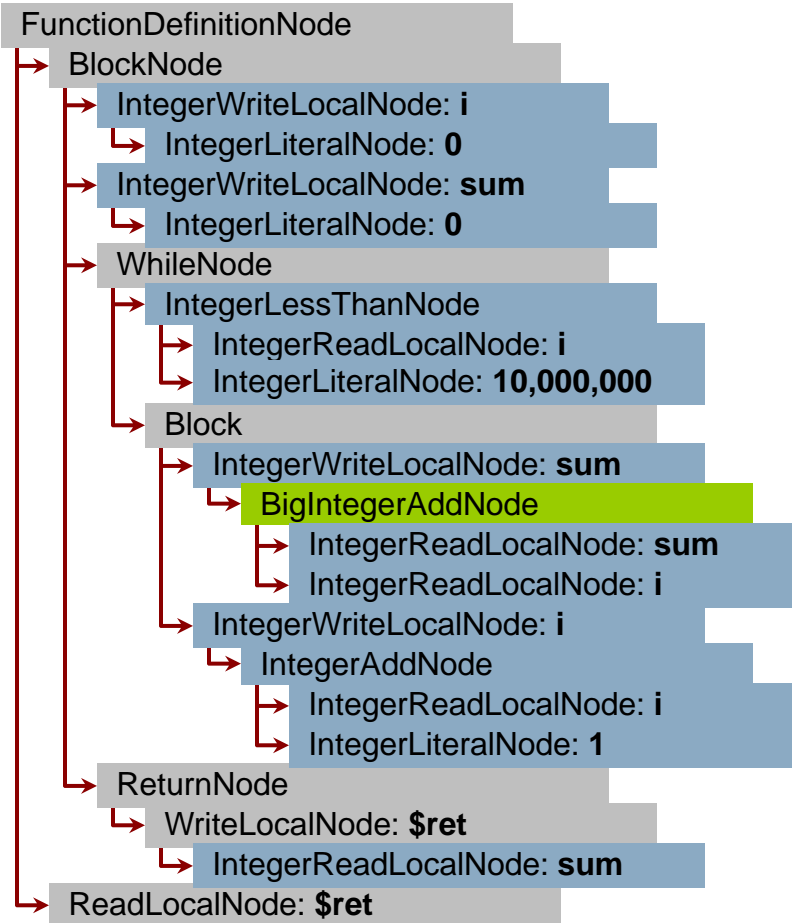 FunctionDefinitionNode
BlockNode
IntegerWriteLocalNode: i
IntegerLiteralNode: 0
IntegerWriteLocalNode: sum
IntegerLiteralNode: 0
WhileNode
IntegerLessThanNode
IntegerReadLocalNode: i
IntegerLiteralNode: 10,000,000
Block
IntegerWriteLocalNode: sum
BigIntegerAddNode
IntegerReadLocalNode: sum
IntegerReadLocalNode: i
IntegerWriteLocalNode: i
IntegerAddNode
IntegerReadLocalNode: i
IntegerLiteralNode: 1
ReturnNode
WriteLocalNode: $ret
IntegerReadLocalNode: sum
ReadLocalNode: $ret